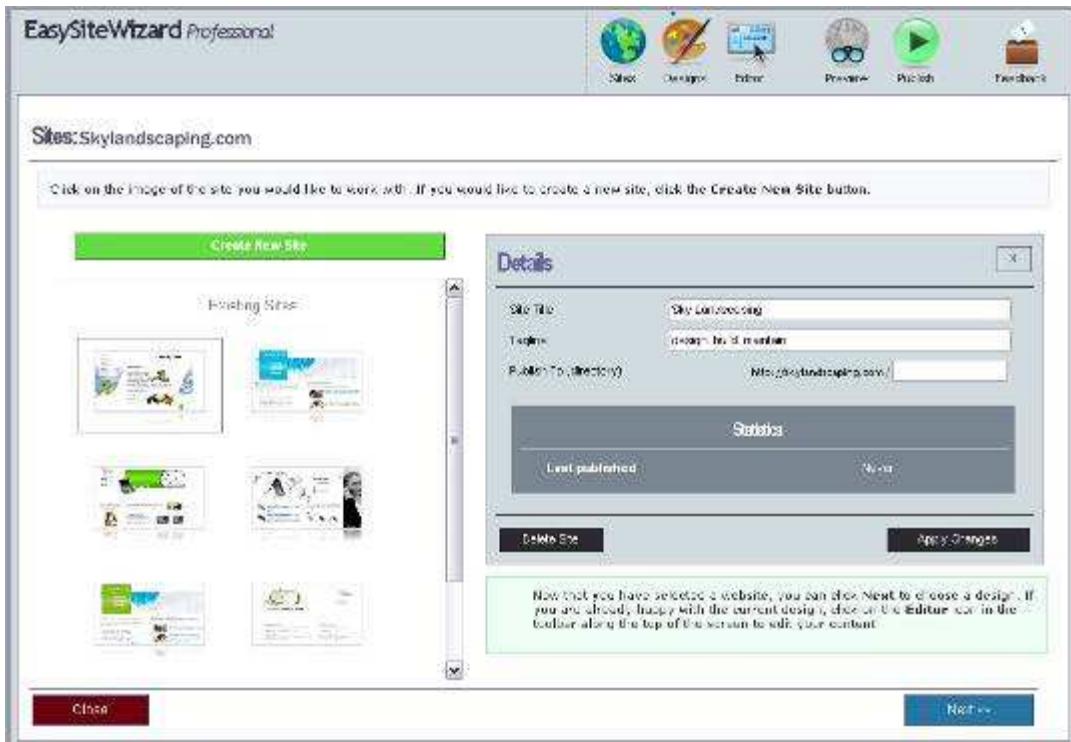 EasySiteWizard Professional
Sites Designs Editor Preview Publish Feedback
Sites: Skylandscaping.com
Click on the image of the site you would like to work with. If you would like to create a new site, click the Create New Site button.
Create New Site
Existing Sites
Details
X
Site Title
Sky Landscaping
Tagline
design, build, maintain
Publish To (directory)
http://skylandscaping.com/
Statistics
Last published
Never
Delete Site
Apply Changes
Now that you have selected a website, you can click Next to choose a design. If
you are already happy with the current design, click on the Editor icon in the
toolbar along the top of the screen to edit your content
Close
Next >>